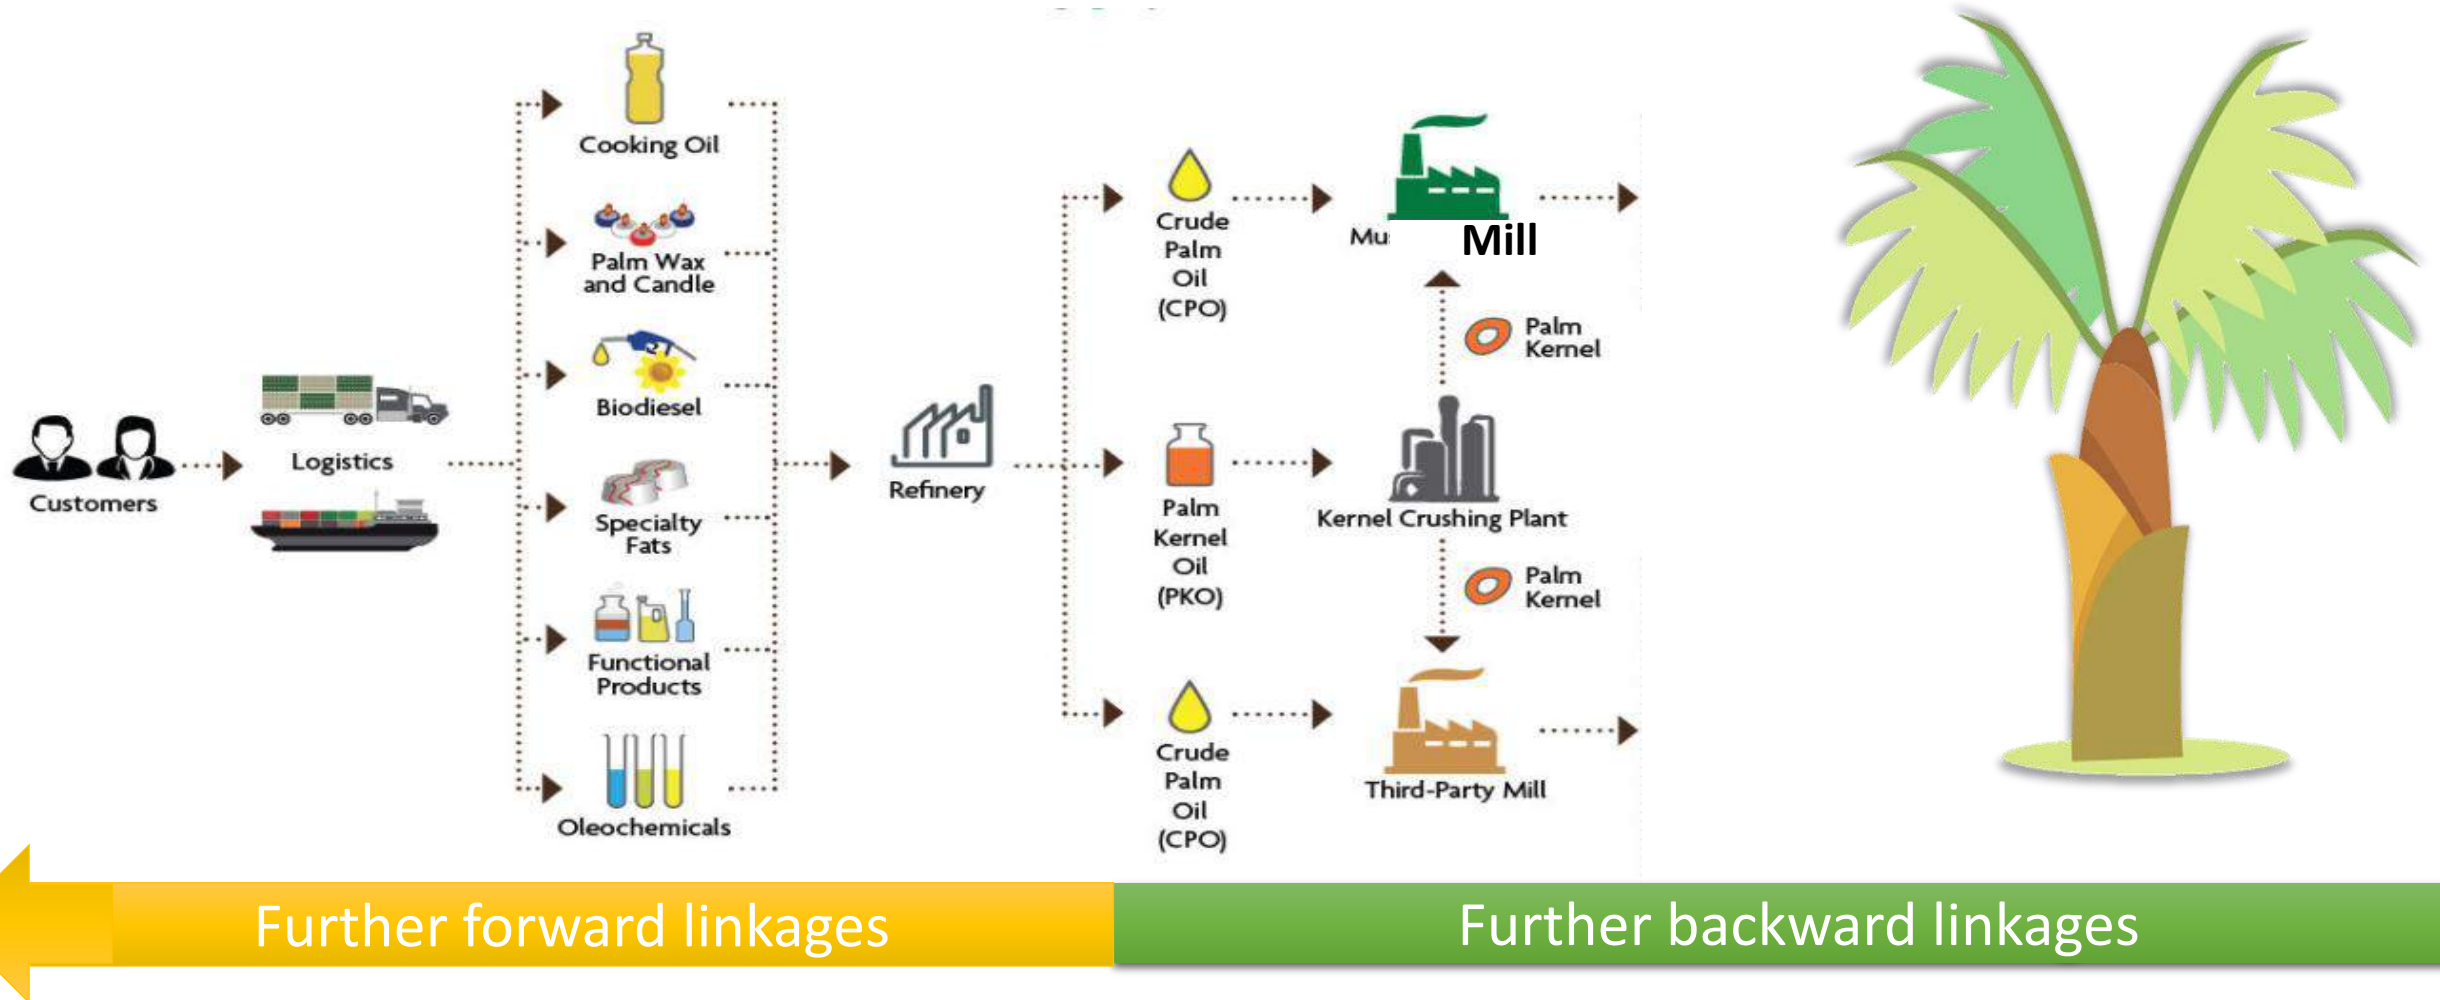 Customers
Logistics
Cooking Oil
Palm Wax
and Candle
Biodiesel
Specialty
Fats
Functional
Products
Oleochemicals
Refinery
Crude
Palm
Oil
(CPO)
Palm
Kernel
Oil
(PKO)
Crude
Palm
Oil
(CPO)
Mill
Palm
Kernel
Kernel Crushing Plant
Palm
Kernel
Third-Party Mill
Further forward linkages
Further backward linkages